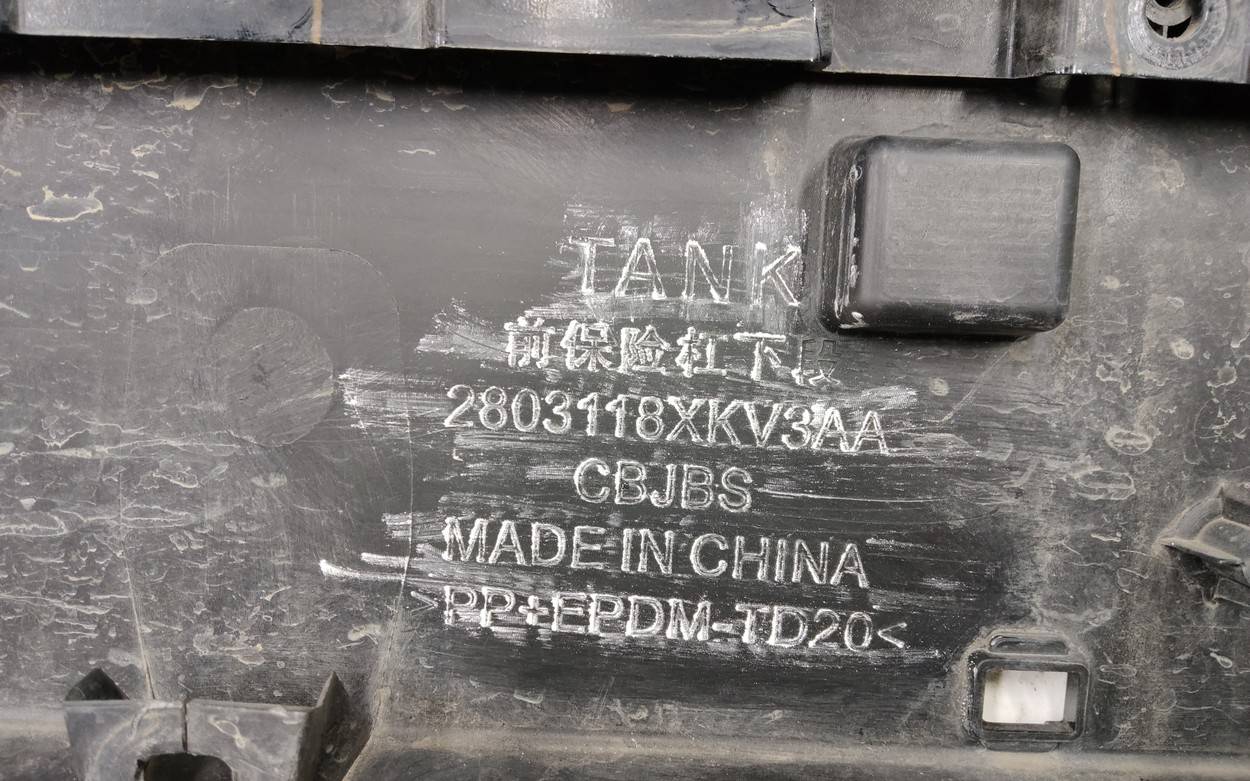 TANK
前保险杠下段
2803118XKV3AA
CBJBS
MADE IN CHINA
>PP+EPDM-TD20<